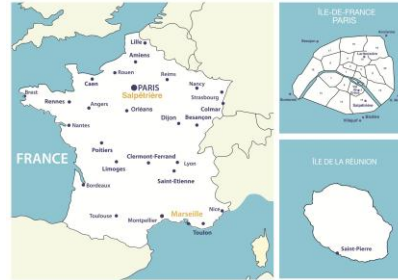 Lille
Amiens
Rouen
Caen
Reims
PARIS
Salpêtrière
Nancy
Strasbourg
Colmar
Brest
Rennes
Angers
Orléans
Dijon
Besançon
Nantes
FRANCE
Poitiers
Limoges
Clermont-Ferrand
Lyon
Saint-Etienne
Bordeaux
Toulouse
Montpellier
Marseille
Nice
Toulon
ÎLE-DE-FRANCE
PARIS
Salpêtrière
ÎLE DE LA RÉUNION
Saint-Pierre